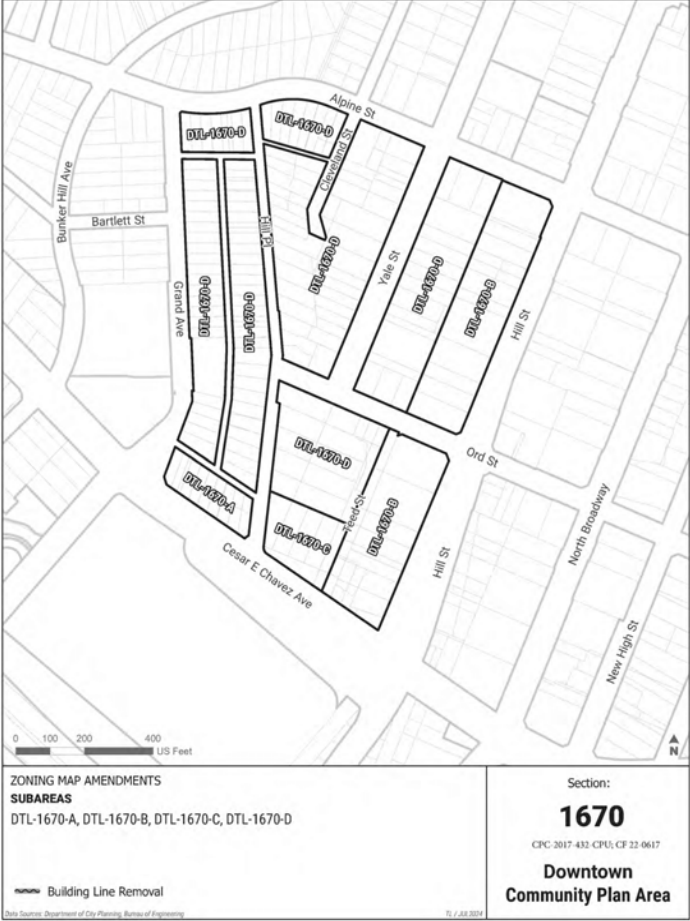 Alpine St
DTL-1670-D
DTL-1670-D
Cleveland St
Bunker Hill Ave
Bartlett St
Hill Pl
DTL-1670-D
Yale St
DTL-1670-D
DTL-1670-B
Grand Ave
DTL-1670-D
DTL-1670-D
Hill St
Ord St
DTL-1670-D
DTL-1670-A
Teed St
DTL-1670-B
DTL-1670-C
North Broadway
Hill St
Cesar E Chavez Ave
New High St
0 100 200 400
US Feet
N
ZONING MAP AMENDMENTS
SUBAREAS
DTL-1670-A, DTL-1670-B, DTL-1670-C, DTL-1670-D
Building Line Removal
Data Sources: Department of City Planning, Bureau of Engineering
TL / JUL 2024
Section:
1670
CPC-2017-432-CPU; CF 22-0617
Downtown
Community Plan Area